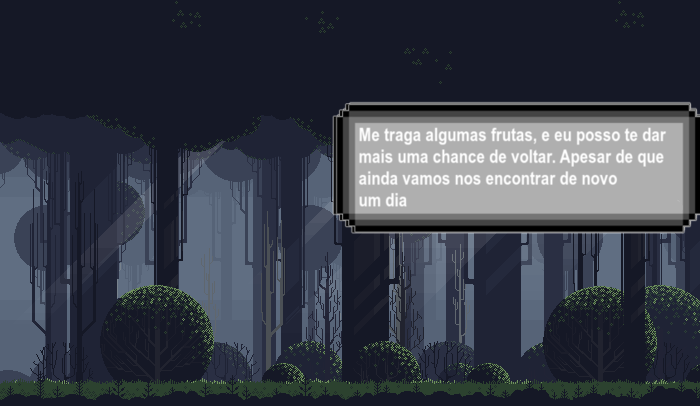 Me traga algumas frutas, e eu posso te dar
mais uma chance de voltar. Apesar de que
ainda vamos nos encontrar de novo
um dia